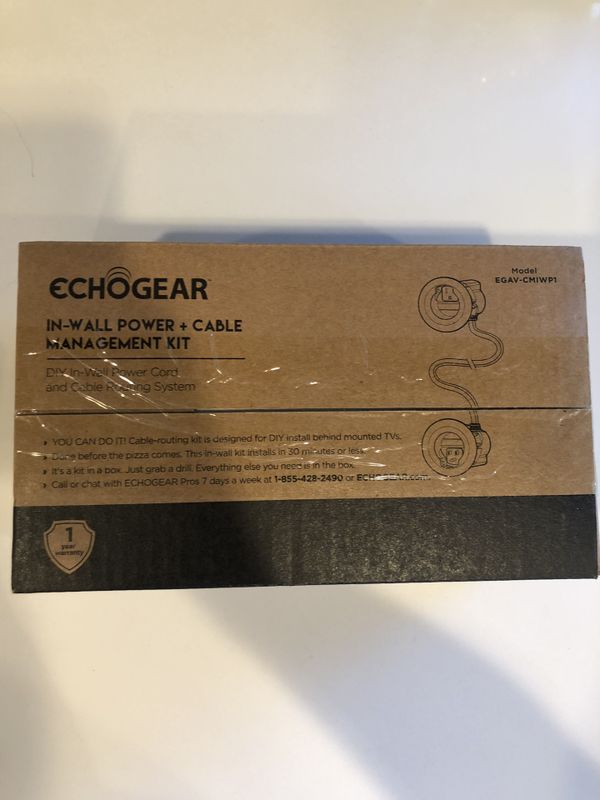 ECHOGEAR
Model
EGAV-CMIWP1
IN-WALL POWER + CABLE
MANAGEMENT KIT
DIY In-Wall Power Cord
and Cable Routing System
› YOU CAN DO IT! Cable-routing kit is designed for DIY install behind mounted TVs.
› Done before the pizza comes. This in-wall kit installs in 30 minutes or less.
› It's a kit in a box. Just grab a drill. Everything else you need is in the box.
› Call or chat with ECHOGEAR Pros 7 days a week at 1-855-428-2490 or ECHOGEAR.com.
1
year
warranty